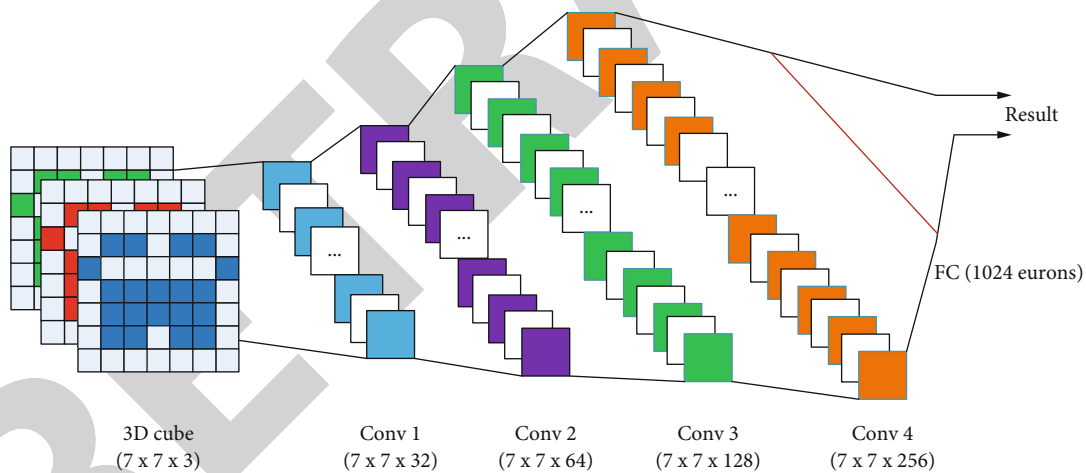 ...
...
...
...
Result
FC (1024 eurons)
3D cube
(7 x 7 x 3)
Conv 1
(7 x 7 x 32)
Conv 2
(7 x 7 x 64)
Conv 3
(7 x 7 x 128)
Conv 4
(7 x 7 x 256)